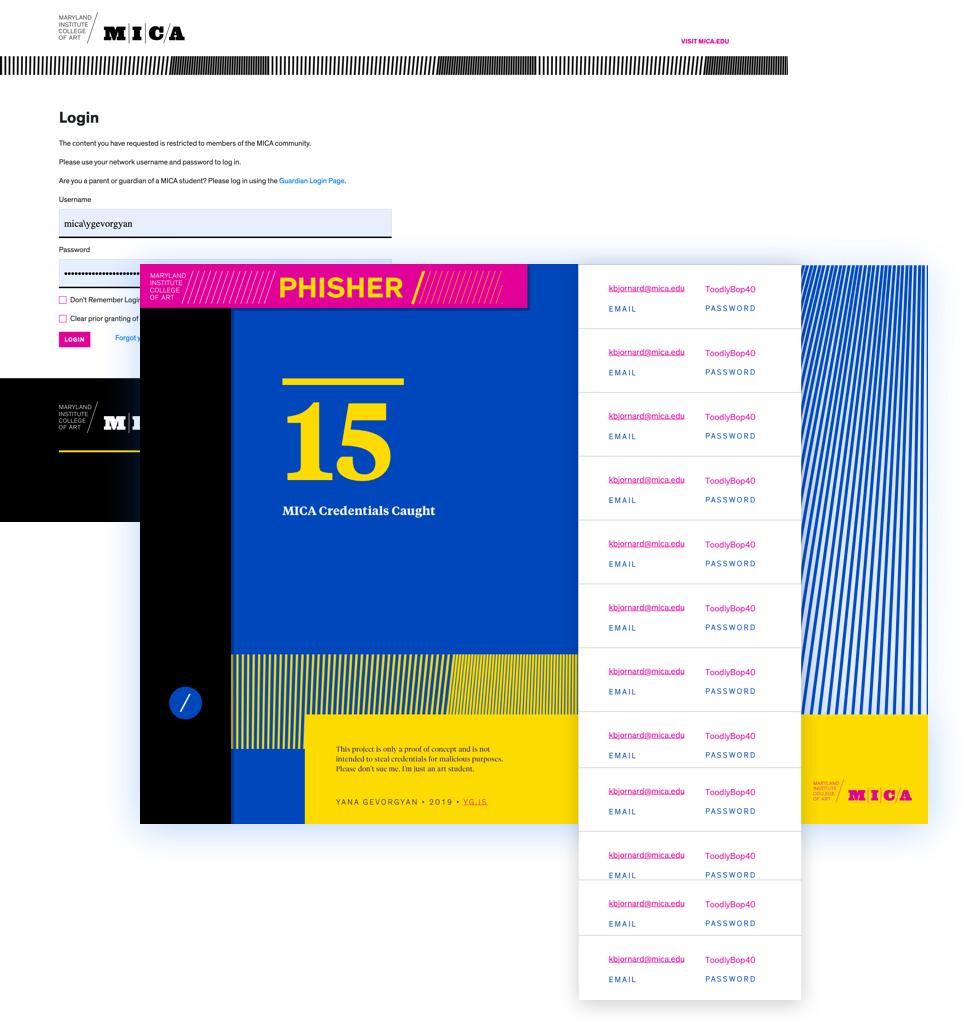 MARYLAND
INSTITUTE
COLLEGE
OF ART
MICA
VISIT MICA.EDU
Login
The content you have requested is restricted to members of the MICA community.
Please use your network username and password to log in.
Are you a parent or guardian of a MICA student? Please log in using the Guardian Login Page.
Username
mica\ygevorgyan
Password
••••••••••••••••••••••
Don't Remember Login
Clear prior granting of
LOGIN
Forgot y
MARYLAND
INSTITUTE
COLLEGE
OF ART
MI
MARYLAND
INSTITUTE
COLLEGE
OF ART
PHISHER
15
MICA Credentials Caught
This project is only a proof of concept and is not
intended to steal credentials for malicious purposes.
Please don't sue me, I'm just an art student.
YANA GEVORGYAN • 2019 • YG.IS
kbjornard@mica.edu ToodlyBop40
EMAIL PASSWORD
kbjornard@mica.edu ToodlyBop40
EMAIL PASSWORD
kbjornard@mica.edu ToodlyBop40
EMAIL PASSWORD
kbjornard@mica.edu ToodlyBop40
EMAIL PASSWORD
kbjornard@mica.edu ToodlyBop40
EMAIL PASSWORD
kbjornard@mica.edu ToodlyBop40
EMAIL PASSWORD
kbjornard@mica.edu ToodlyBop40
EMAIL PASSWORD
kbjornard@mica.edu ToodlyBop40
EMAIL PASSWORD
kbjornard@mica.edu ToodlyBop40
EMAIL PASSWORD
kbjornard@mica.edu ToodlyBop40
EMAIL PASSWORD
kbjornard@mica.edu ToodlyBop40
EMAIL PASSWORD
kbjornard@mica.edu ToodlyBop40
EMAIL PASSWORD
MARYLAND
INSTITUTE
COLLEGE
OF ART
MICA